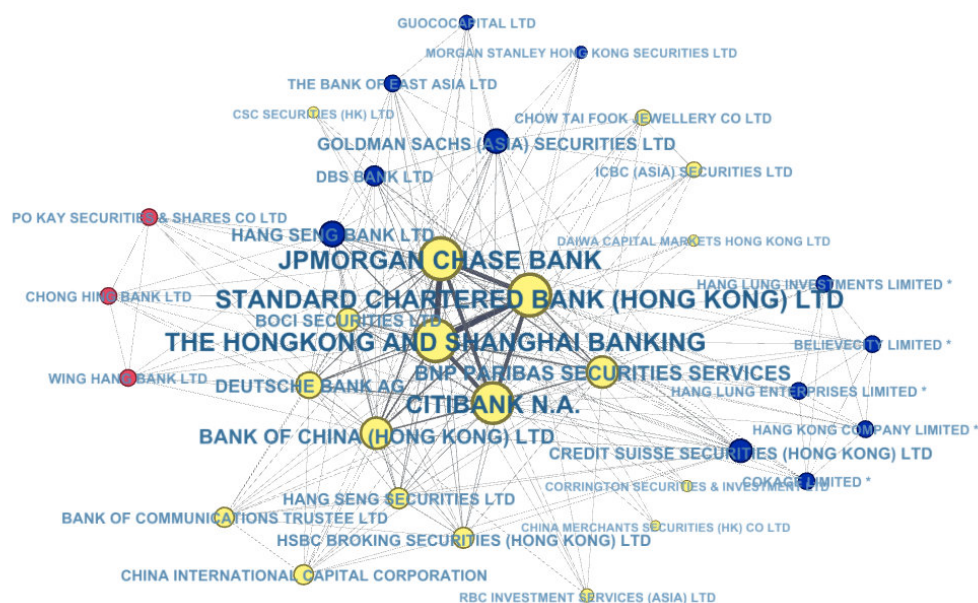 GUOCOCAPITAL LTD
MORGAN STANLEY HONG KONG SECURITIES LTD
THE BANK OF EAST ASIA LTD
CSC SECURITIES (HK) LTD
CHOW TAI FOOK JEWELLERY CO LTD
GOLDMAN SACHS (ASIA) SECURITIES LTD
ICBC (ASIA) SECURITIES LTD
DBS BANK LTD
PO KAY SECURITIES & SHARES CO LTD
HANG SENG BANK LTD
DAIWA CAPITAL MARKETS HONG KONG LTD
JPMORGAN CHASE BANK
HANG LUNG INVESTMENTS LIMITED *
CHONG HING BANK LTD
STANDARD CHARTERED BANK (HONG KONG) LTD
BOCI SECURITIES LTD
THE HONGKONG AND SHANGHAI BANKING
BELIEVECITY LIMITED *
BNP PARIBAS SECURITIES SERVICES
WING HANG BANK LTD
DEUTSCHE BANK AG
HANG LUNG ENTERPRISES LIMITED *
CITIBANK N.A.
HANG KONG COMPANY LIMITED *
BANK OF CHINA (HONG KONG) LTD
CREDIT SUISSE SECURITIES (HONG KONG) LTD
COKAGE LIMITED *
CORRINGTON SECURITIES & INVESTMENT LTD
HANG SENG SECURITIES LTD
BANK OF COMMUNICATIONS TRUSTEE LTD
CHINA MERCHANTS SECURITIES (HK) CO LTD
HSBC BROKING SECURITIES (HONG KONG) LTD
CHINA INTERNATIONAL CAPITAL CORPORATION
RBC INVESTMENT SERVICES (ASIA) LTD